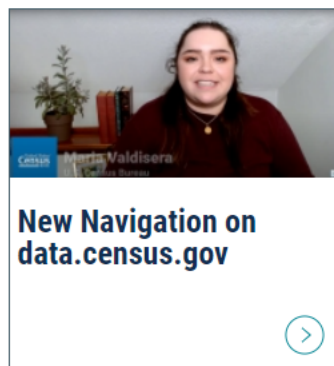 Census
Maria Valdisera
U.S. Census Bureau
New Navigation on
data.census.gov